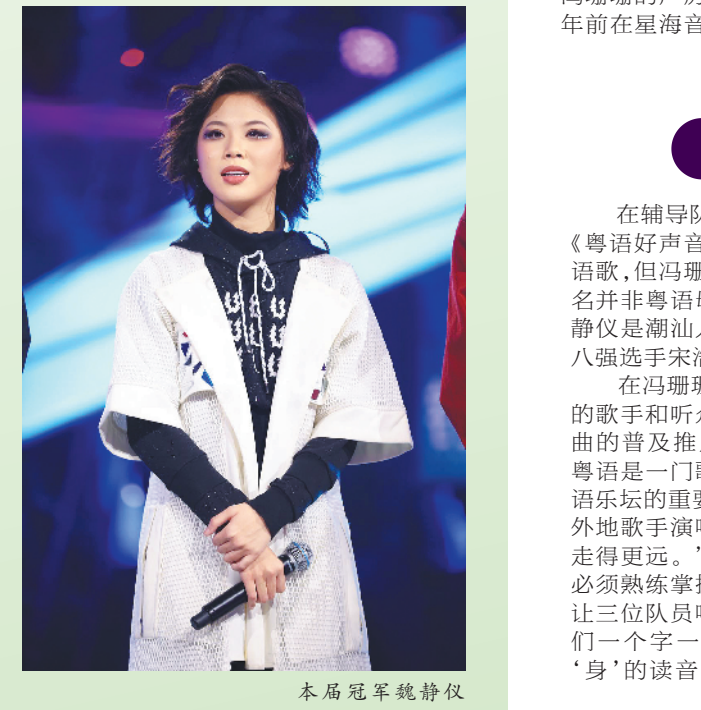 年前在星海音
在辅导队
《粤语好声音
语歌，但冯珊
名并非粤语母
静仪是潮汕人
八强选手宋浩
在冯珊珊
的歌手和听众
曲的普及推
粤语是一门
语乐坛的重要
外地歌手演唱
走得更远。”
必须熟练掌握
让三位队员
们一个字一
‘身’的读音
本届冠军魏静仪